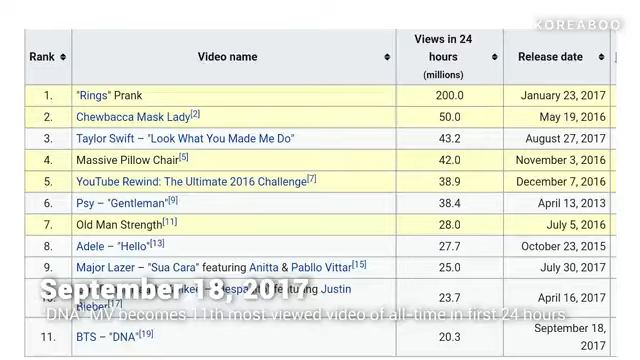 KOREABOO
Rank Video name Views in 24 hours (millions) Release date
1. "Rings" Prank 200.0 January 23, 2017
2. Chewbacca Mask Lady[2] 50.0 May 19, 2016
3. Taylor Swift – "Look What You Made Me Do" 43.2 August 27, 2017
4. Massive Pillow Chair[5] 42.0 November 3, 2016
5. YouTube Rewind: The Ultimate 2016 Challenge[7] 38.9 December 7, 2016
6. Psy – "Gentleman"[9] 38.4 April 13, 2013
7. Old Man Strength[11] 28.0 July 5, 2016
8. Adele – "Hello"[13] 27.7 October 23, 2015
9. Major Lazer – "Sua Cara" featuring Anitta & Pabllo Vittar[15] 25.0 July 30, 2017
featuring Justin
Bieber[17] 23.7 April 16, 2017
September 18, 2017
"DNA" MV becomes 11th most viewed video of all-time in first 24 hours
11. BTS – "DNA"[19] 20.3 September 18, 2017